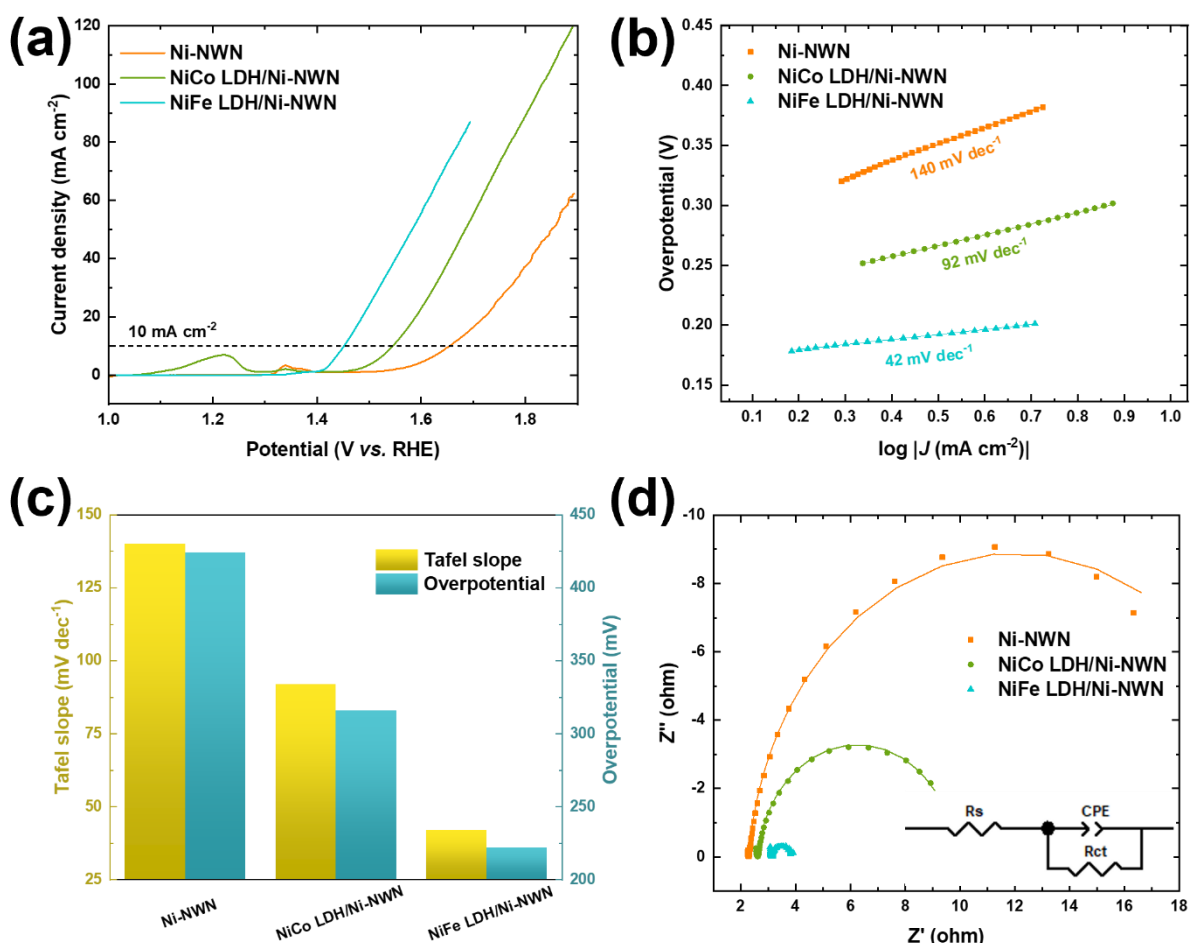 (a)
120
100
80
60
40
20
0
Current density (mA cm⁻²)
Ni-NWN
NiCo LDH/Ni-NWN
NiFe LDH/Ni-NWN
10 mA cm⁻²
1.0 1.2 1.4 1.6 1.8
Potential (V vs. RHE)
(b)
0.45
0.40
0.35
0.30
0.25
0.20
0.15
Overpotential (V)
Ni-NWN
NiCo LDH/Ni-NWN
NiFe LDH/Ni-NWN
140 mV dec⁻¹
92 mV dec⁻¹
42 mV dec⁻¹
0.1 0.2 0.3 0.4 0.5 0.6 0.7 0.8 0.9 1.0
log |J (mA cm⁻²)|
(c)
150
125
100
75
50
25
Tafel slope (mV dec⁻¹)
Tafel slope
Overpotential
450
400
350
300
250
200
Overpotential (mV)
Ni-NWN
NiCo LDH/Ni-NWN
NiFe LDH/Ni-NWN
(d)
-10
-8
-6
-4
-2
0
Z'' (ohm)
Ni-NWN
NiCo LDH/Ni-NWN
NiFe LDH/Ni-NWN
Rs
CPE
Rct
2 4 6 8 10 12 14 16 18
Z' (ohm)